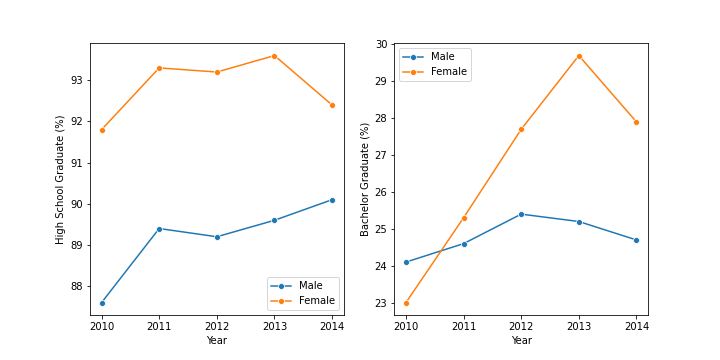 High School Graduate (%)
93
92
91
90
89
88
2010 2011 2012 2013 2014
Year
Male
Female
Bachelor Graduate (%)
30
29
28
27
26
25
24
23
2010 2011 2012 2013 2014
Year
Male
Female